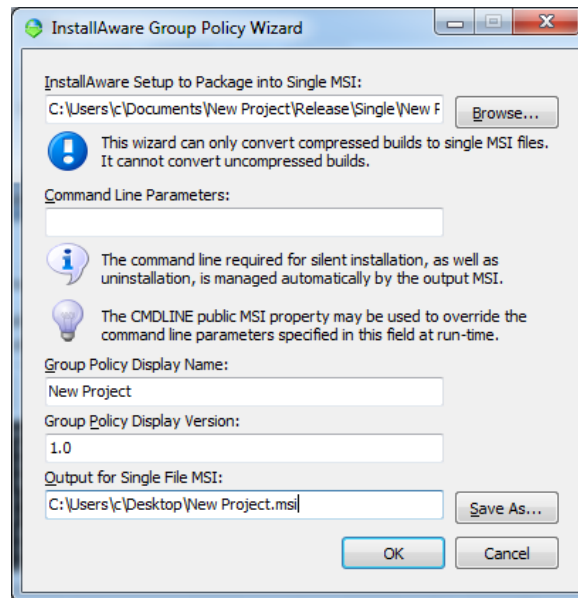 InstallAware Group Policy Wizard
InstallAware Setup to Package into Single MSI:
C:\Users\c\Documents\New Project\Release\Single\New F
Browse...
This wizard can only convert compressed builds to single MSI files.
It cannot convert uncompressed builds.
Command Line Parameters:
The command line required for silent installation, as well as
uninstallation, is managed automatically by the output MSI.
The CMDLINE public MSI property may be used to override the
command line parameters specified in this field at run-time.
Group Policy Display Name:
New Project
Group Policy Display Version:
1.0
Output for Single File MSI:
C:\Users\c\Desktop\New Project.msi
Save As...
OK
Cancel